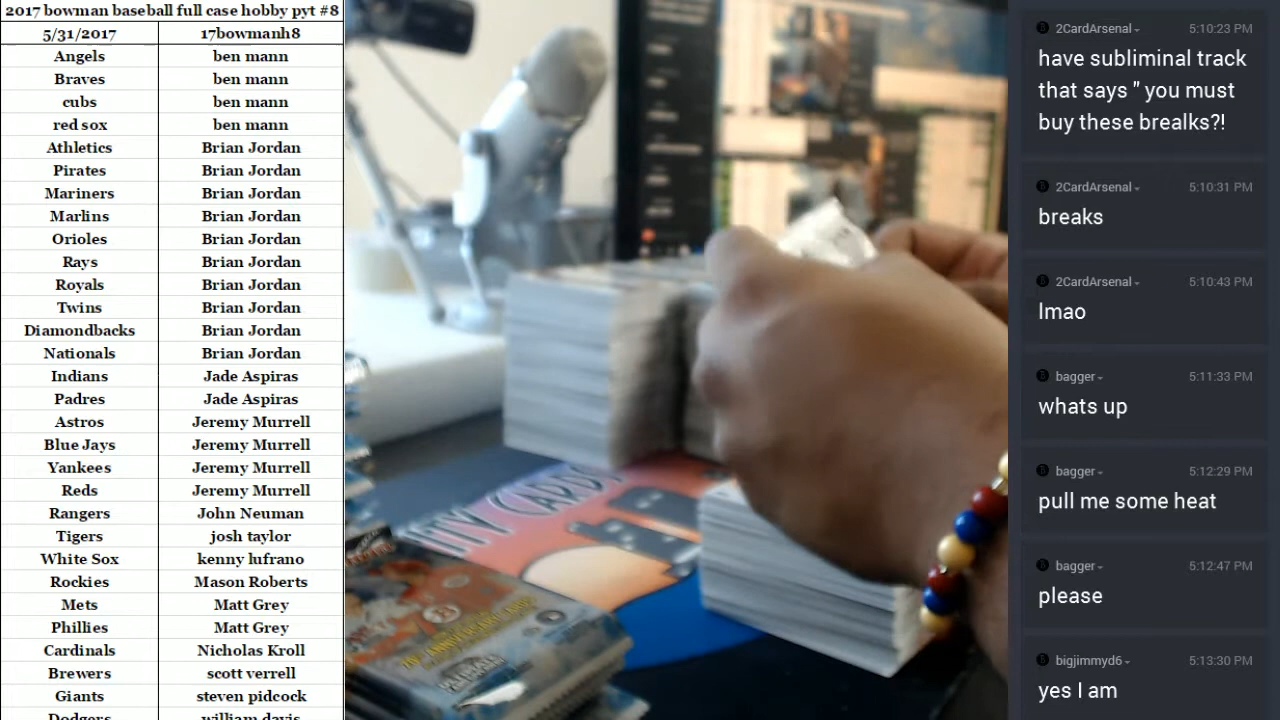 2017 bowman baseball full case hobby pyt #8
5/31/2017 17bowmanh8
Angels ben mann
Braves ben mann
cubs ben mann
red sox ben mann
Athletics Brian Jordan
Pirates Brian Jordan
Mariners Brian Jordan
Marlins Brian Jordan
Orioles Brian Jordan
Rays Brian Jordan
Royals Brian Jordan
Twins Brian Jordan
Diamondbacks Brian Jordan
Nationals Brian Jordan
Indians Jade Aspiras
Padres Jade Aspiras
Astros Jeremy Murrell
Blue Jays Jeremy Murrell
Yankees Jeremy Murrell
Reds Jeremy Murrell
Rangers John Neuman
Tigers josh taylor
White Sox kenny lufrano
Rockies Mason Roberts
Mets Matt Grey
Phillies Matt Grey
Cardinals Nicholas Kroll
Brewers scott verrell
Giants steven pidcock
Dodgers william davis
2CardArsenal 5:10:23 PM
have subliminal track
that says " you must
buy these brealks?!
2CardArsenal 5:10:31 PM
breaks
2CardArsenal 5:10:43 PM
lmao
bagger 5:11:33 PM
whats up
bagger 5:12:29 PM
pull me some heat
bagger 5:12:47 PM
please
bigjimmyd6 5:13:30 PM
yes I am